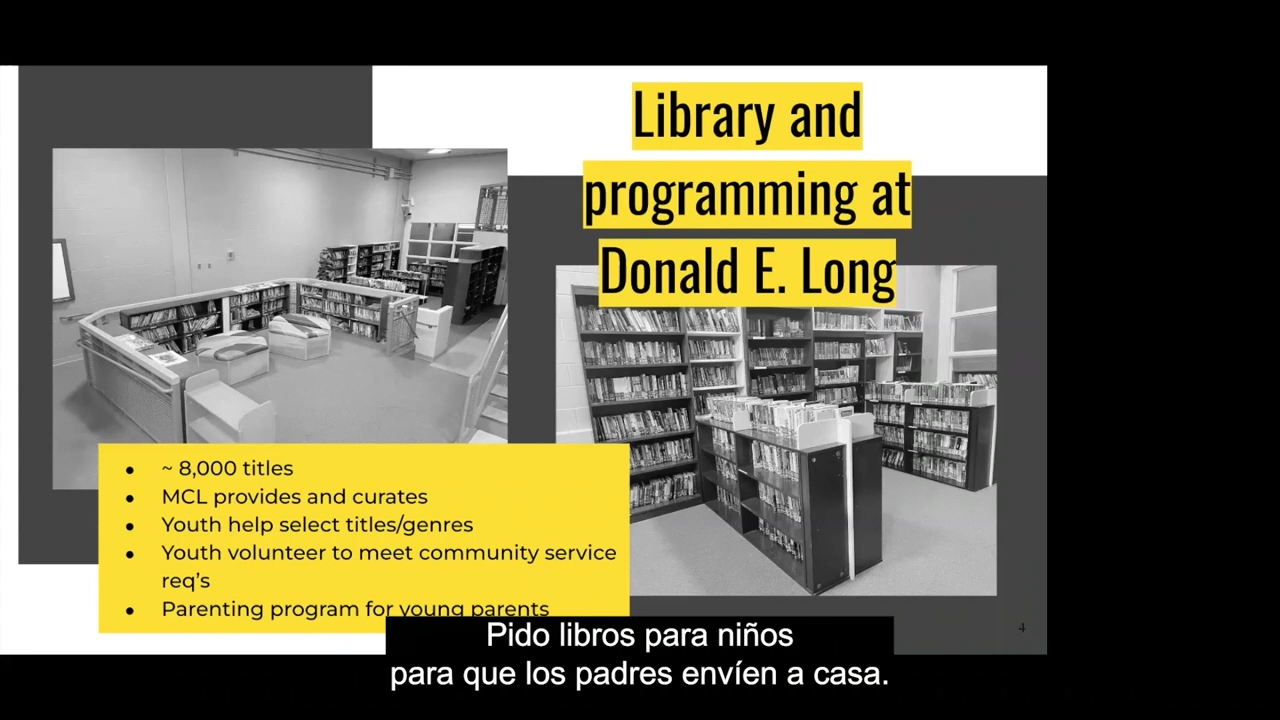 Library and
programming at
Donald E. Long
• ~ 8,000 titles
• MCL provides and curates
• Youth help select titles/genres
• Youth volunteer to meet community service
req's
• Parenting program for young parents
4
Pido libros para niños
para que los padres envíen a casa.